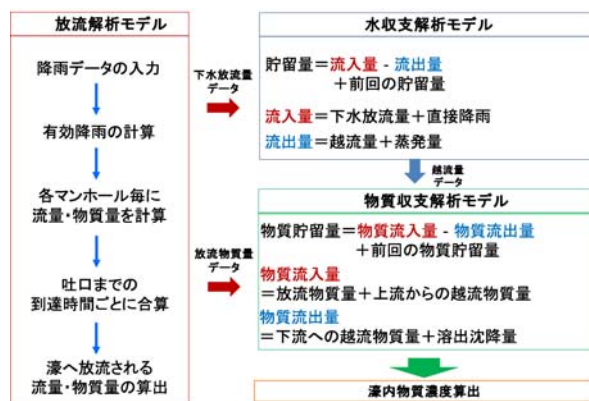 放流解析モデル
降雨データの入力
有効降雨の計算
各マンホール毎に
流量・物質量を計算
吐口までの
到達時間ごとに合算
濠へ放流される
流量・物質量の算出
下水放流量
データ
放流物質量
データ
水収支解析モデル
貯留量＝流入量 - 流出量
＋前回の貯留量
流入量＝下水放流量＋直接降雨
流出量＝越流量＋蒸発量
越流量
データ
物質収支解析モデル
物質貯留量＝物質流入量 - 物質流出量
＋前回の物質貯留量
物質流入量
＝放流物質量＋上流からの越流物質量
物質流出量
＝下流への越流物質量＋溶出沈降量
濠内物質濃度算出